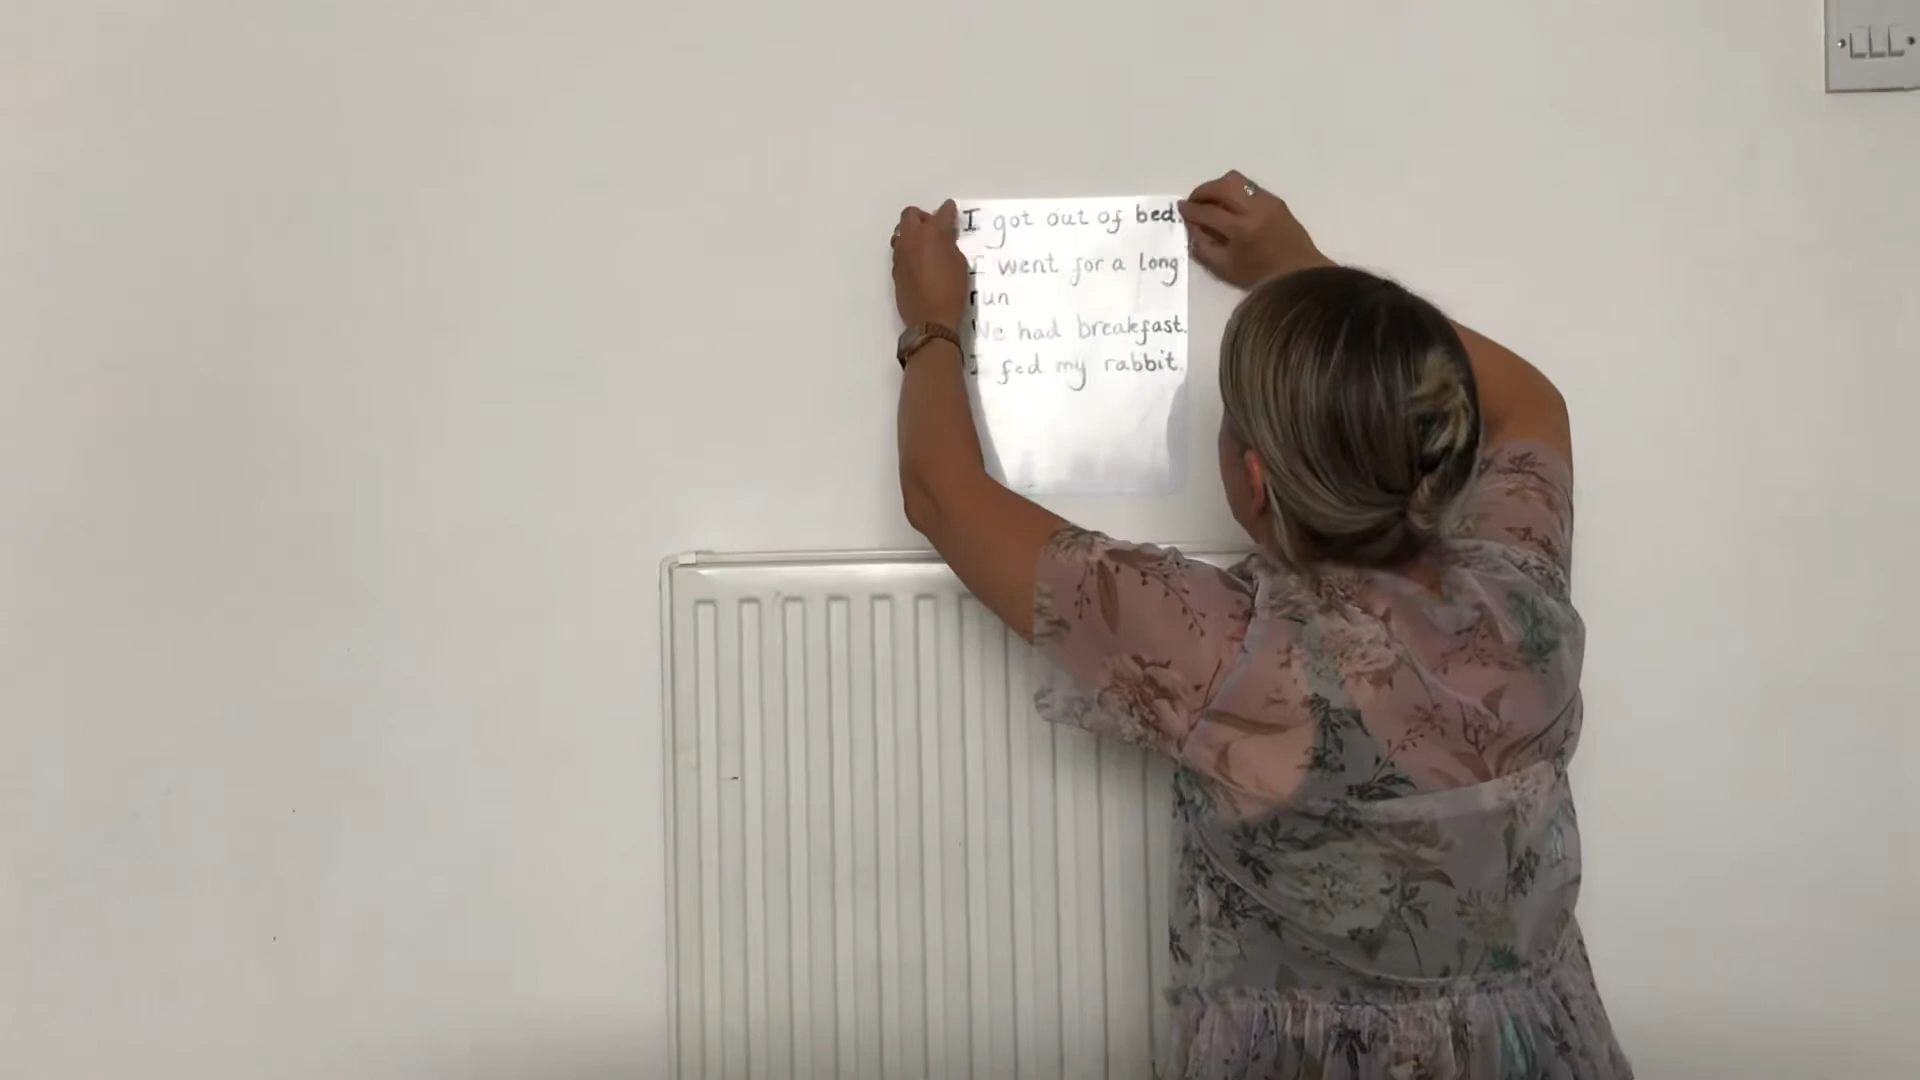 I got out of bed.
I went for a long
run
We had breakfast.
I fed my rabbit.